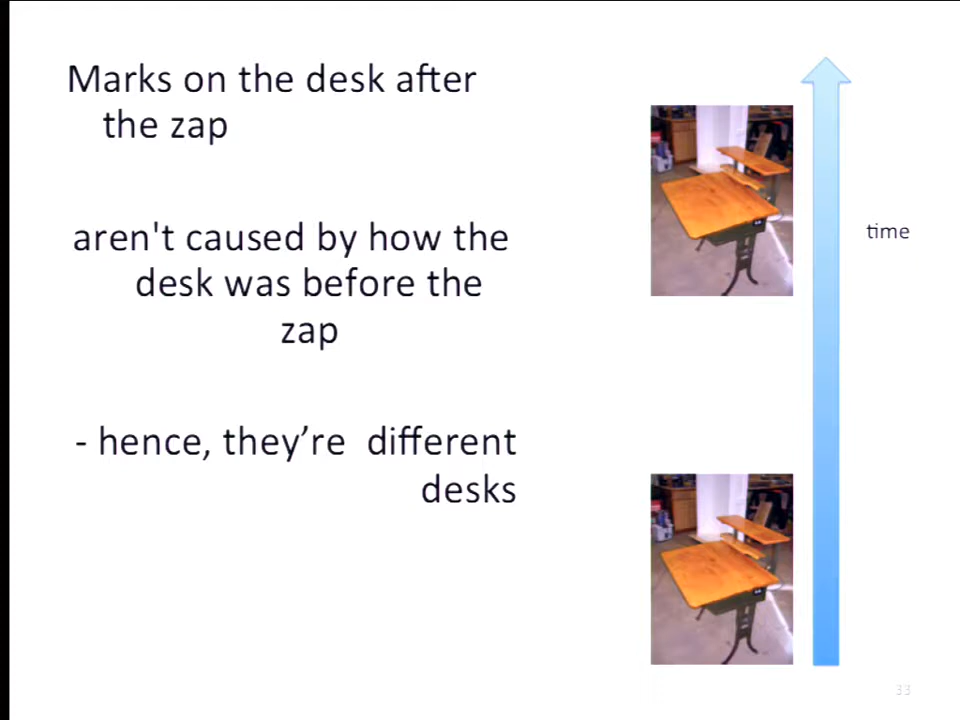 Marks on the desk after
the zap
aren't caused by how the
desk was before the
zap
- hence, they’re  different
desks
time
33